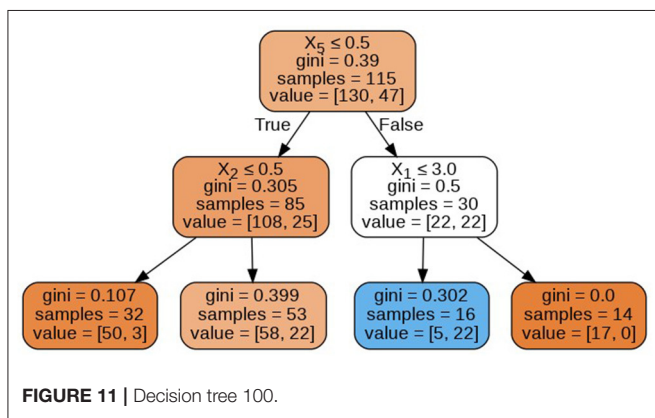 X5 ≤ 0.5
gini = 0.39
samples = 115
value = [130, 47]
True
False
X2 ≤ 0.5
gini = 0.305
samples = 85
value = [108, 25]
X1 ≤ 3.0
gini = 0.5
samples = 30
value = [22, 22]
gini = 0.107
samples = 32
value = [50, 3]
gini = 0.399
samples = 53
value = [58, 22]
gini = 0.302
samples = 16
value = [5, 22]
gini = 0.0
samples = 14
value = [17, 0]
FIGURE 11 | Decision tree 100.